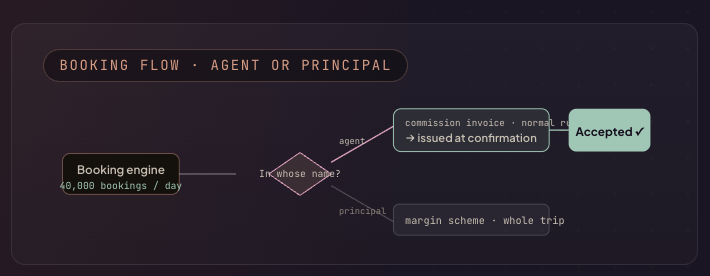 BOOKING FLOW · AGENT OR PRINCIPAL
Booking engine
40,000 bookings / day
In whose name?
agent
commission invoice · normal
→ issued at confirmation
Accepted ✓
principal
margin scheme · whole trip